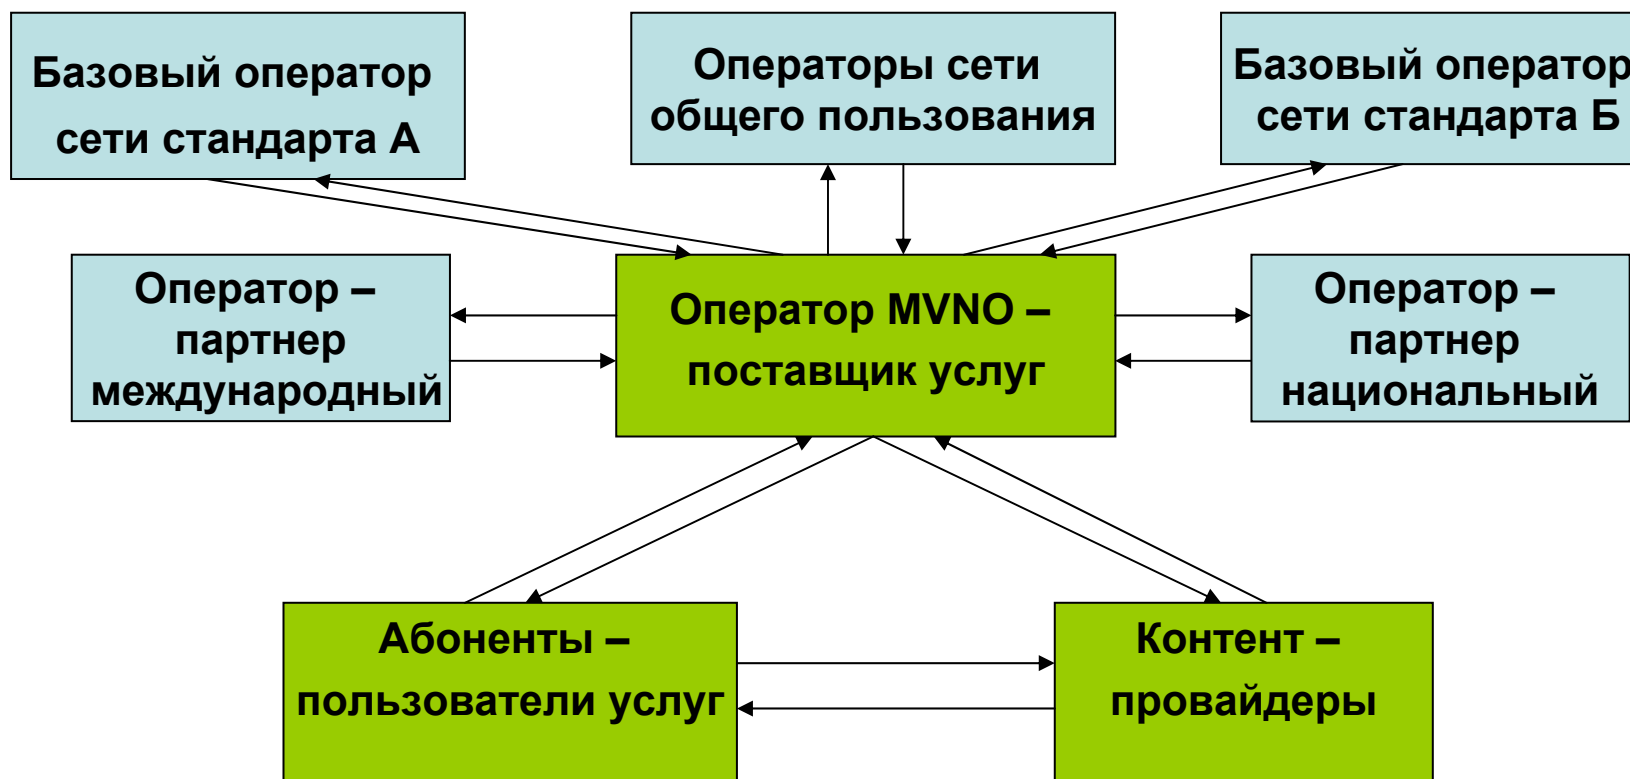 Базовый оператор
сети стандарта А
Операторы сети
общего пользования
Базовый оператор
сети стандарта Б
Оператор –
партнер
международный
Оператор MVNO –
поставщик услуг
Оператор –
партнер
национальный
Абоненты –
пользователи услуг
Контент –
провайдеры